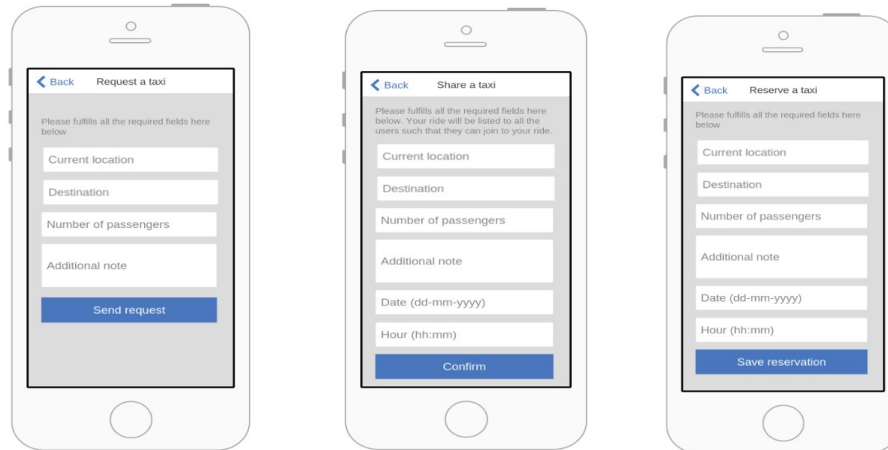 Back Request a taxi
Please fulfills all the required fields here
below
Current location
Destination
Number of passengers
Additional note
Send request
Back Share a taxi
Please fulfills all the required fields here
below. Your ride will be listed to all the
users such that they can join to your ride.
Current location
Destination
Number of passengers
Additional note
Date (dd-mm-yyyy)
Hour (hh:mm)
Confirm
Back Reserve a taxi
Please fulfills all the required fields here
below
Current location
Destination
Number of passengers
Additional note
Date (dd-mm-yyyy)
Hour (hh:mm)
Save reservation